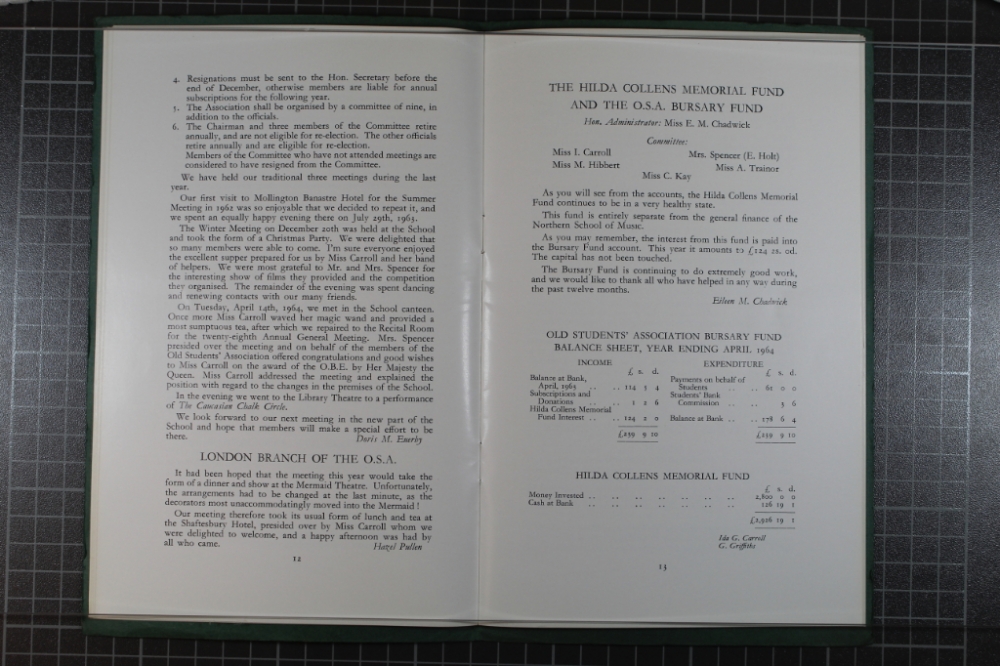 4. Resignations must be sent to the Hon. Secretary before the
end of December, otherwise members are liable for annual
subscriptions for the following year.
5. The Association shall be organised by a committee of nine, in
addition to the officials.
6. The Chairman and three members of the Committee retire
annually, and are not eligible for re-election. The other officials
retire annually and are eligible for re-election.
Members of the Committee who have not attended meetings are
considered to have resigned from the Committee.
We have held our traditional three meetings during the last
year.
Our first visit to Mollington Banastre Hotel for the Summer
Meeting in 1962 was so enjoyable that we decided to repeat it, and
we spent an equally happy evening there on July 29th, 1963.
The Winter Meeting on December 20th was held at the School
and took the form of a Christmas Party. We were delighted that
so many members were able to come. I'm sure everyone enjoyed
the excellent supper prepared for us by Miss Carroll and her band
of helpers. We were most grateful to Mr. and Mrs. Spencer for
the interesting show of films they provided and the competition
they organised. The remainder of the evening was spent dancing
and renewing contacts with our many friends.
On Tuesday, April 14th, 1964, we met in the School canteen.
Once more Miss Carroll waved her magic wand and provided a
most sumptuous tea, after which we repaired to the Recital Room
for the twenty-eighth Annual General Meeting. Mrs. Spencer
presided over the meeting and on behalf of the members of the
Old Students' Association offered congratulations and good wishes
to Miss Carroll on the award of the O.B.E. by Her Majesty the
Queen. Miss Carroll addressed the meeting and explained the
position with regard to the changes in the premises of the School.
In the evening we went to the Library Theatre to a performance
of The Caucasian Chalk Circle.
We look forward to our next meeting in the new part of the
School and hope that members will make a special effort to be
there. Doris M. Euerby
LONDON BRANCH OF THE O.S.A.
It had been hoped that the meeting this year would take the
form of a dinner and show at the Mermaid Theatre. Unfortunately,
the arrangements had to be changed at the last minute, as the
decorators most unaccommodatingly moved into the Mermaid!
Our meeting therefore took its usual form of lunch and tea at
the Shaftesbury Hotel, presided over by Miss Carroll whom we
were delighted to welcome, and a happy afternoon was had by
all who came. Hazel Pullen
12
THE HILDA COLLENS MEMORIAL FUND
AND THE O.S.A. BURSARY FUND
Hon. Administrator: Miss E. M. Chadwick
Committee:
Miss I. Carroll Mrs. Spencer (E. Holt)
Miss M. Hibbert Miss A. Trainor
Miss C. Kay
As you will see from the accounts, the Hilda Collens Memorial
Fund continues to be in a very healthy state.
This fund is entirely separate from the general finance of the
Northern School of Music.
As you may remember, the interest from this fund is paid into
the Bursary Fund account. This year it amounts to £124 2s. 0d.
The capital has not been touched.
The Bursary Fund is continuing to do extremely good work,
and we would like to thank all who have helped in any way during
the past twelve months.
Eileen M. Chadwick
OLD STUDENTS' ASSOCIATION BURSARY FUND
BALANCE SHEET, YEAR ENDING APRIL 1964
INCOME
£ s. d.
Balance at Bank,
April, 1963 .. .. 114 5 4
Subscriptions and
Donations .. .. 1 2 6
Hilda Collens Memorial
Fund Interest .. .. 124 2 0
£239 9 10
EXPENDITURE
£ s. d.
Payments on behalf of
Students .. .. 61 0 0
Students' Bank
Commission .. .. 5 6
Balance at Bank .. .. 178 6 4
£239 9 10
HILDA COLLENS MEMORIAL FUND
£ s. d.
Money Invested .. .. .. .. .. .. .. 2,800 0 0
Cash at Bank .. .. .. .. .. .. .. 126 19 1
£2,926 19 1
Ida G. Carroll
G. Griffiths
13